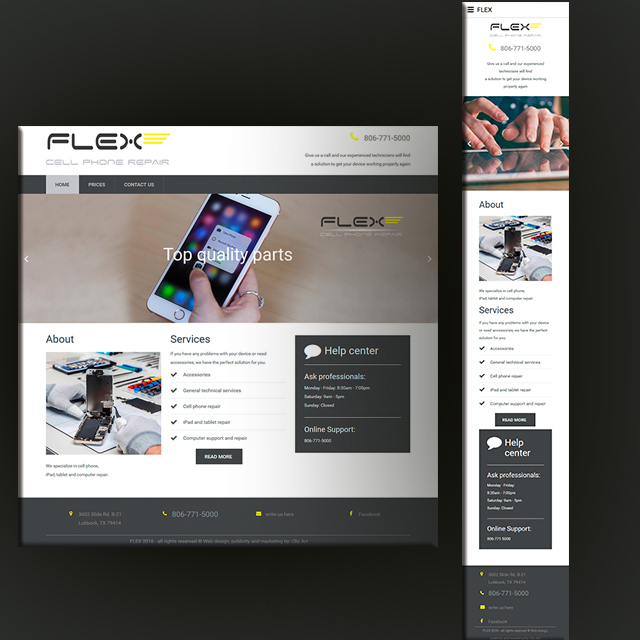 FLEX
CELL PHONE REPAIR
806-771-5000
Give us a call and our experienced technicians will find
a solution to get your device working properly again
HOME
PRICES
CONTACT US
FLEX
CELL PHONE REPAIR
Top quality parts
About
We specialize in cell phone,
iPad, tablet and computer repair.
Services
If you have any problems with your device or need
accessories, we have the perfect solution for you.
Accessories
General technical services
Cell phone repair
iPad and tablet repair
Computer support and repair
READ MORE
Help center
Ask professionals:
Monday - Friday: 8:30am - 7:00pm
Saturday: 9am - 5pm
Sunday: Closed
Online Support:
806-771-5000
3602 Slide Rd. B-21
Lubbock, TX 79414
806-771-5000
write us here
Facebook
FLEX 2016 - all rights reserved © Web design, publicity and marketing by: Clic Art
FLEX
FLEX
CELL PHONE REPAIR
806-771-5000
Give us a call and our experienced
technicians will find
a solution to get your device working
properly again
About
We specialize in cell phone,
iPad, tablet and computer repair.
Services
If you have any problems with your device
or need accessories, we have the perfect
solution for you.
Accessories
General technical services
Cell phone repair
iPad and tablet repair
Computer support and repair
READ MORE
Help
center
Ask professionals:
Monday - Friday:
8:30am - 7:00pm
Saturday: 9am - 5pm
Sunday: Closed
Online Support:
806-771-5000
3602 Slide Rd. B-21
Lubbock, TX 79414
806-771-5000
write us here
Facebook
FLEX 2016 - all rights reserved © Web design,